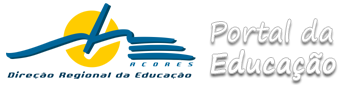 AÇORES
Direção Regional da Educação
Portal da
Educação